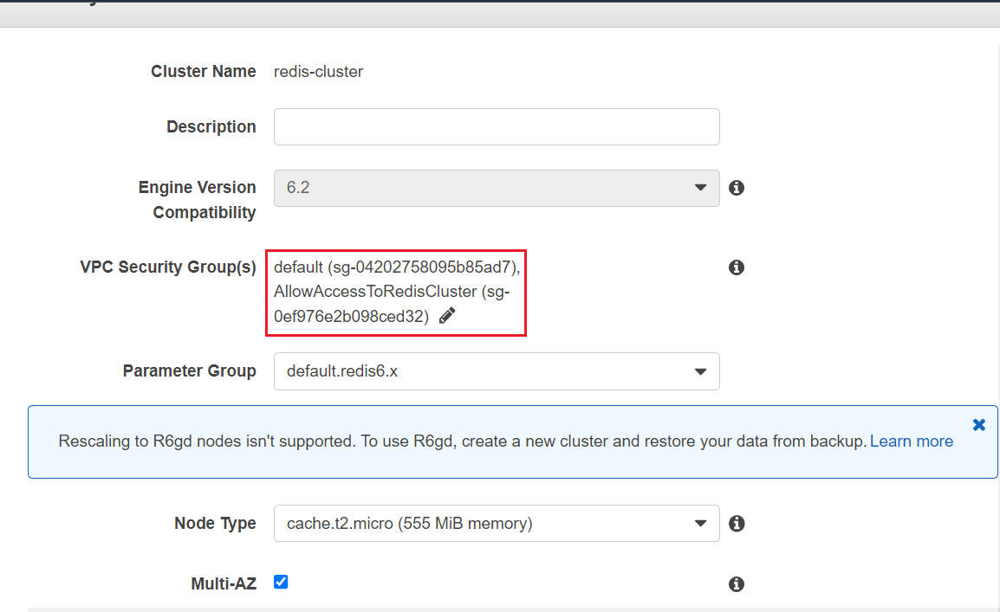 Cluster Name redis-cluster
Description
Engine Version 6.2
Compatibility
VPC Security Group(s) default (sg-04202758095b85ad7),
AllowAccessToRedisCluster (sg-
0ef976e2b098ced32)
Parameter Group default.redis6.x
Rescaling to R6gd nodes isn't supported. To use R6gd, create a new cluster and restore your data from backup. Learn more
Node Type cache.t2.micro (555 MiB memory)
Multi-AZ